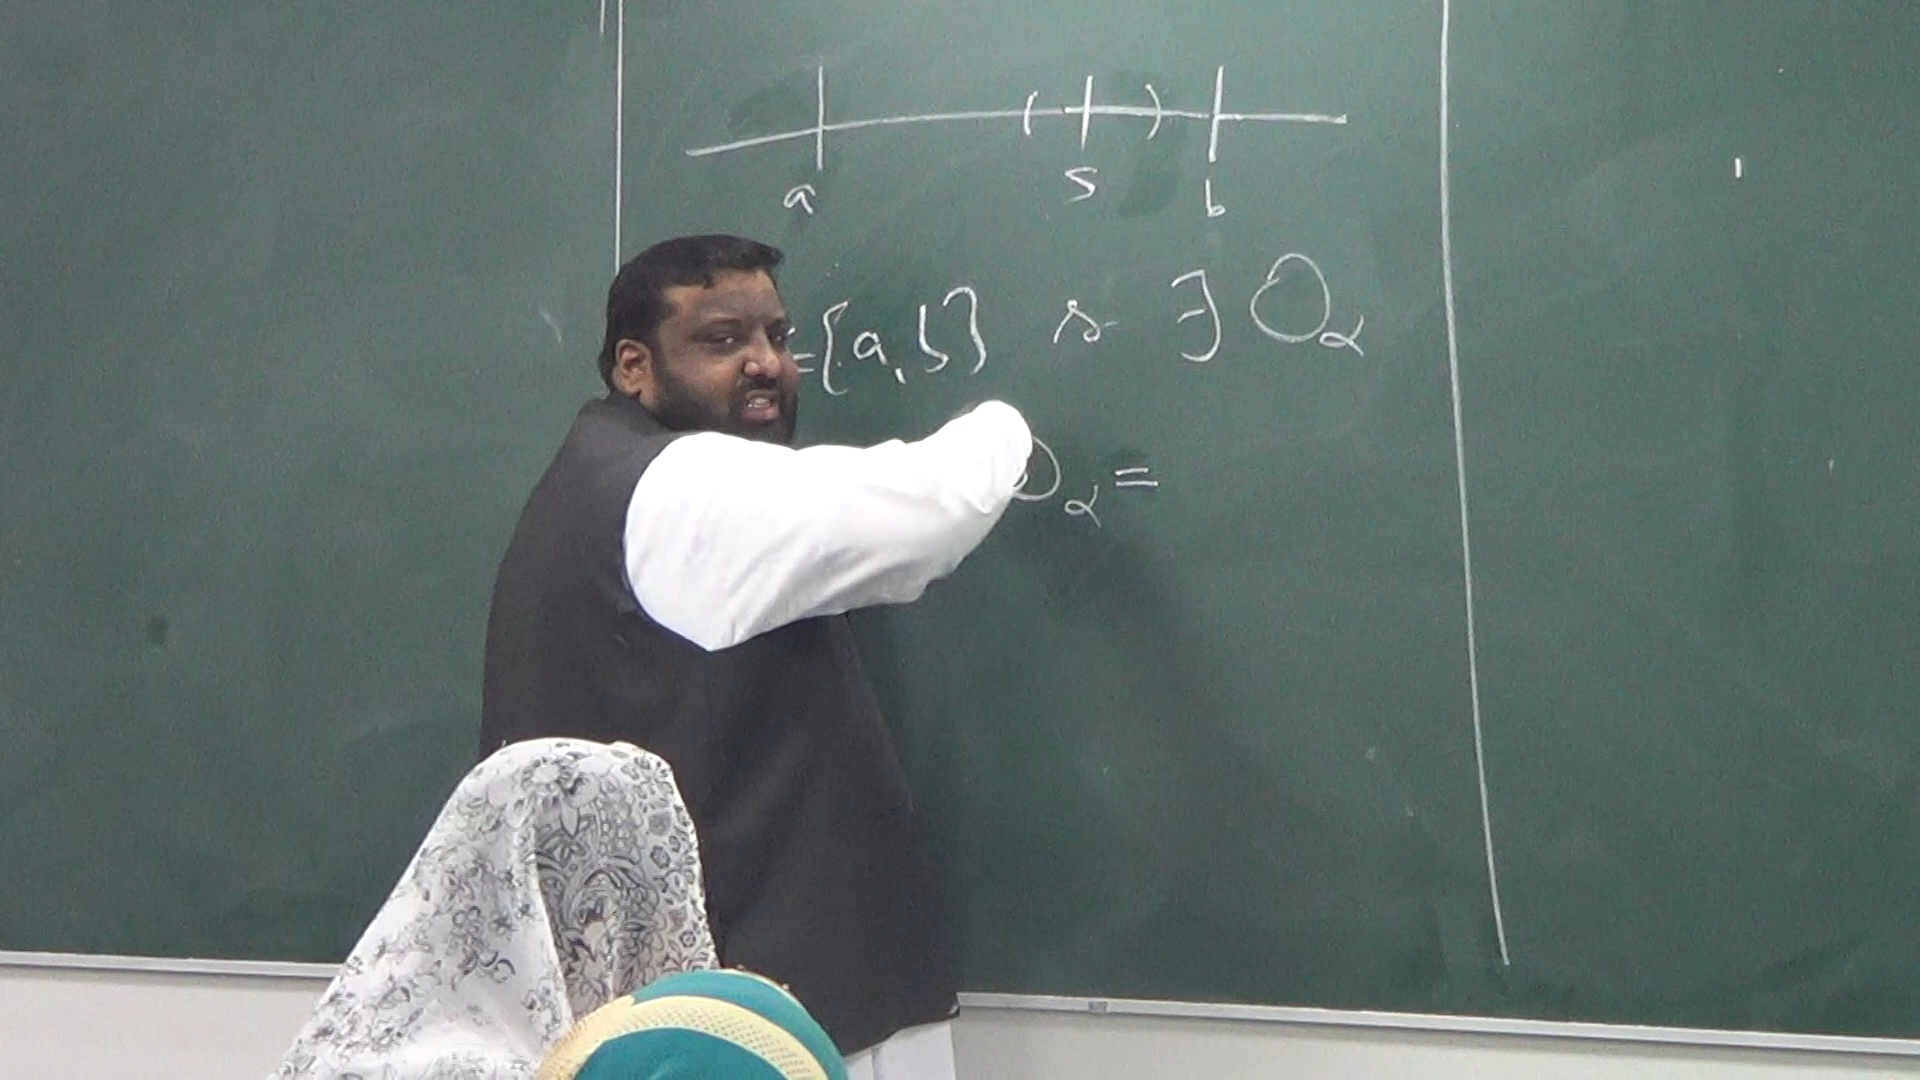 a s b
={a,b} s ∃ O_α
O_α =